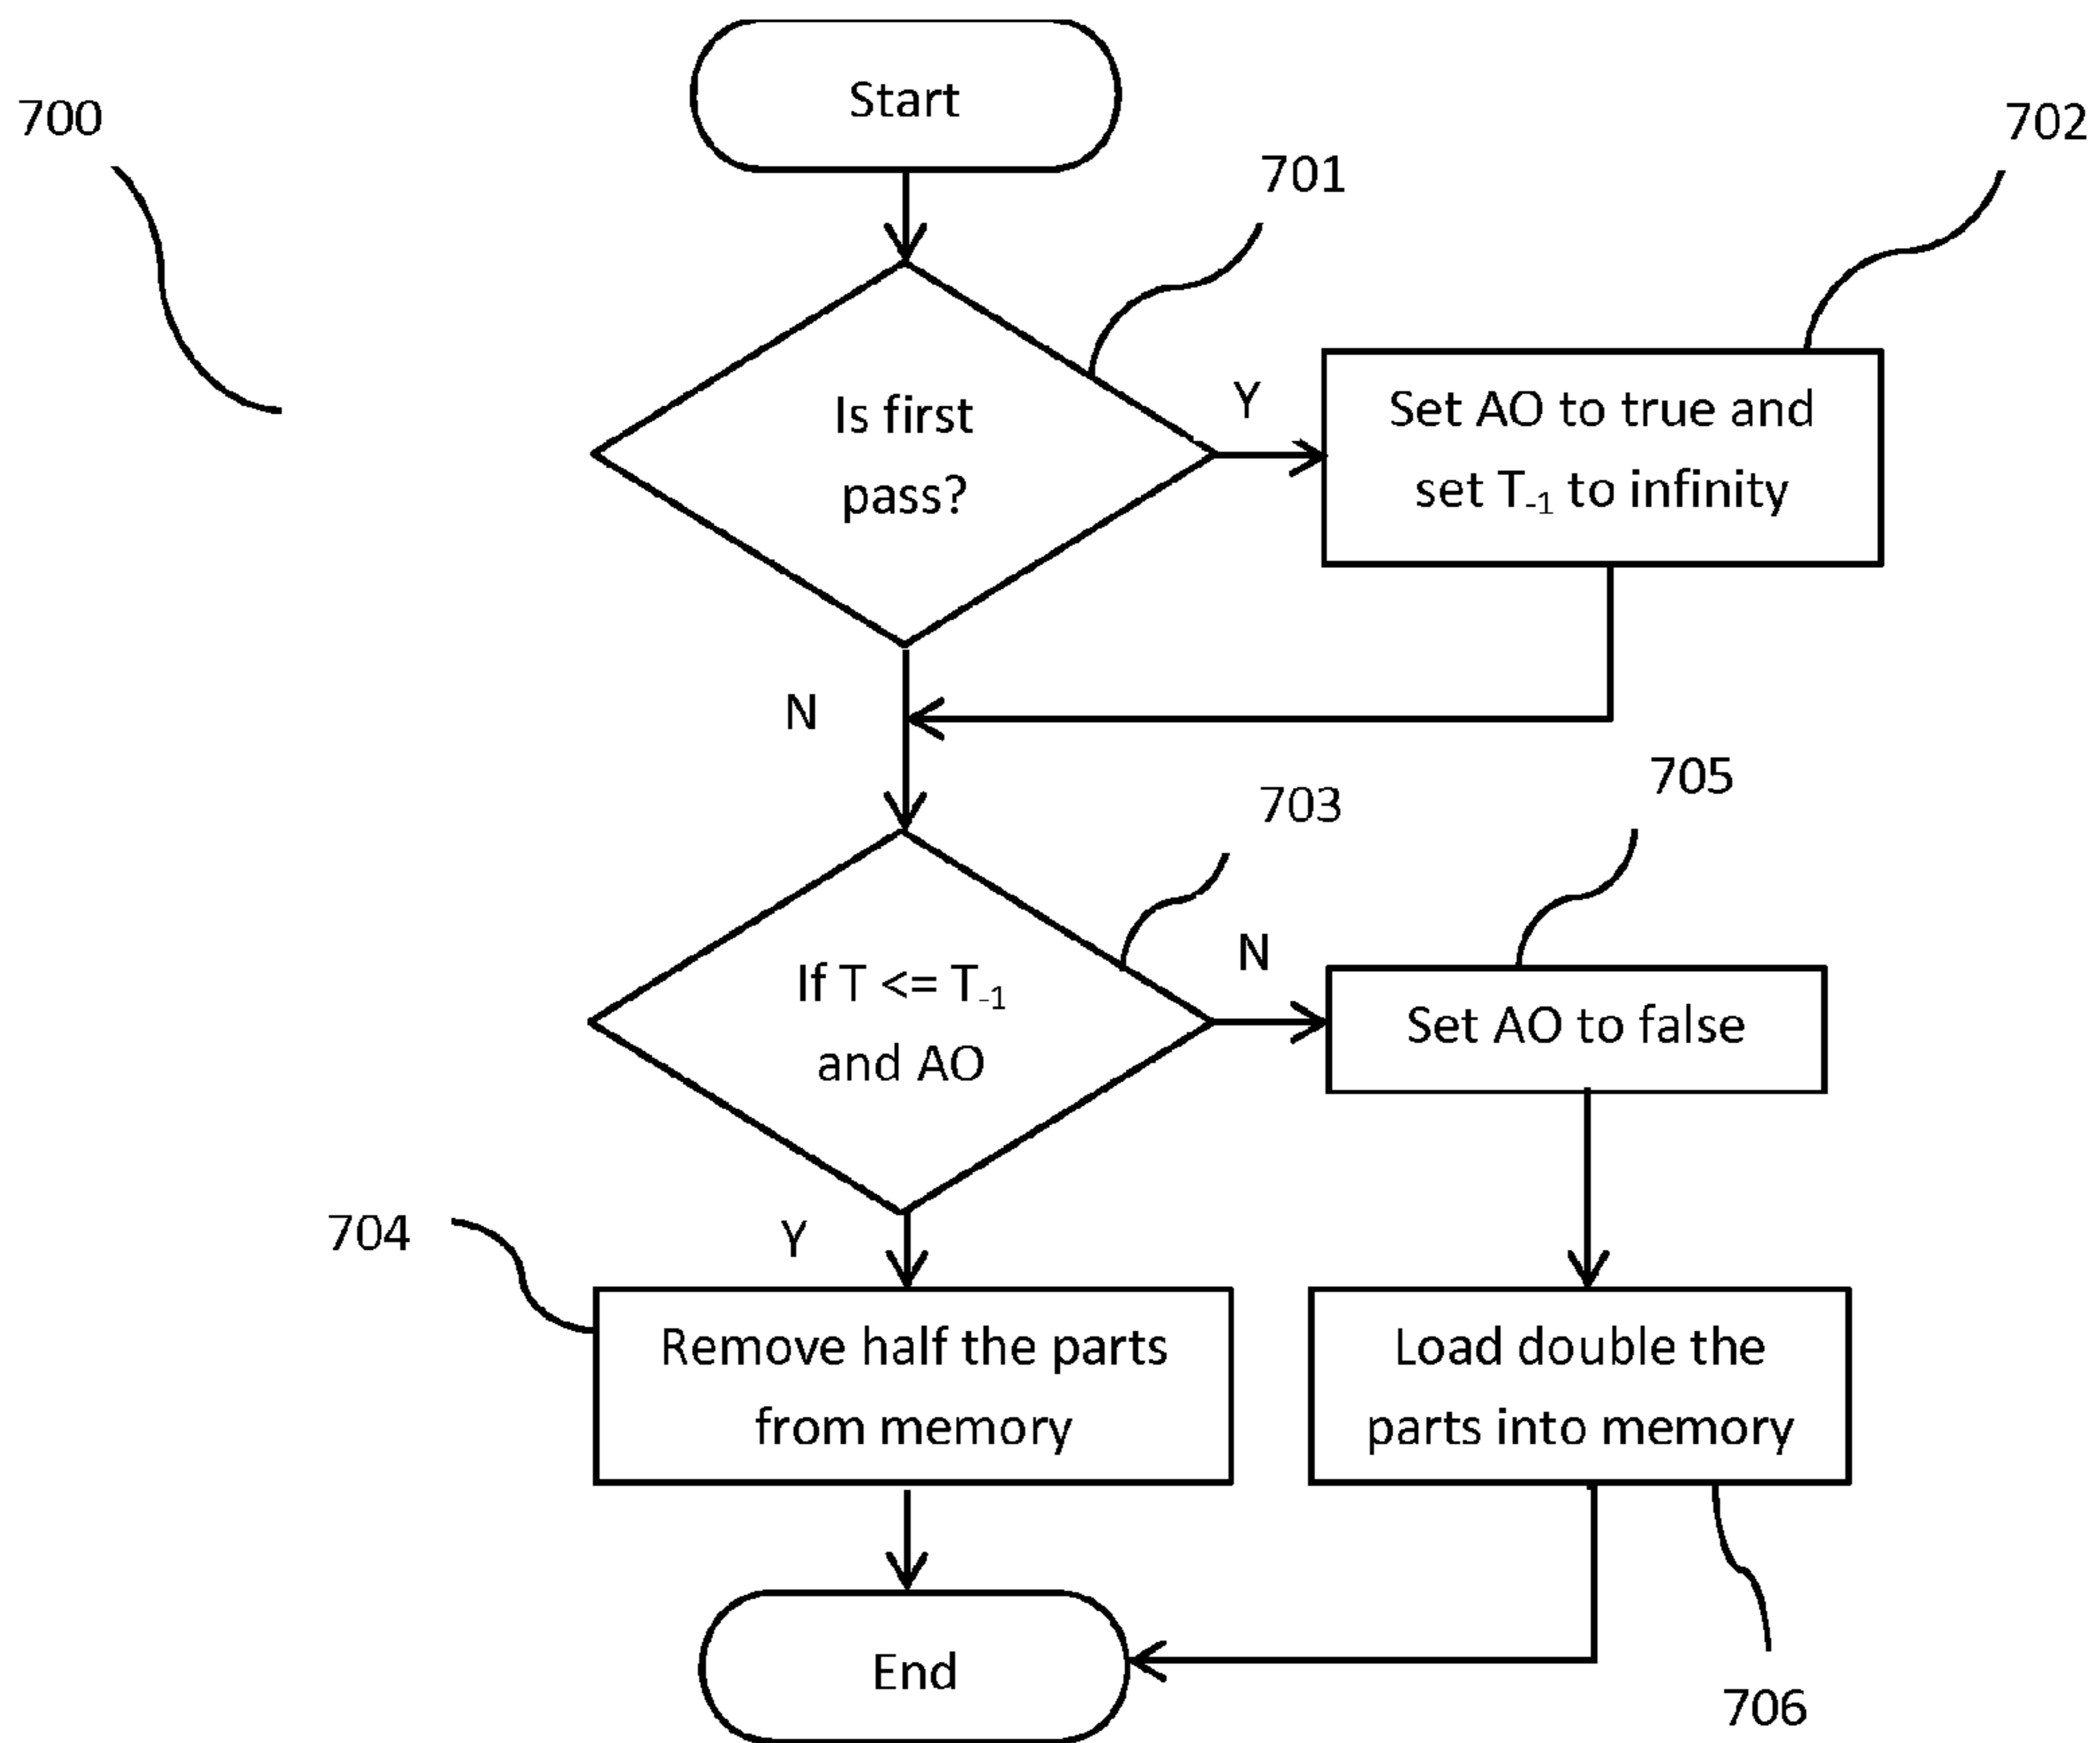 Start
700
702
701
Is first
pass?
Y
Set AO to true and
set T-1 to infinity
N
705
703
If T <= T-1
and AO
N
Set AO to false
Y
704
Remove half the parts
from memory
Load double the
parts into memory
End
706